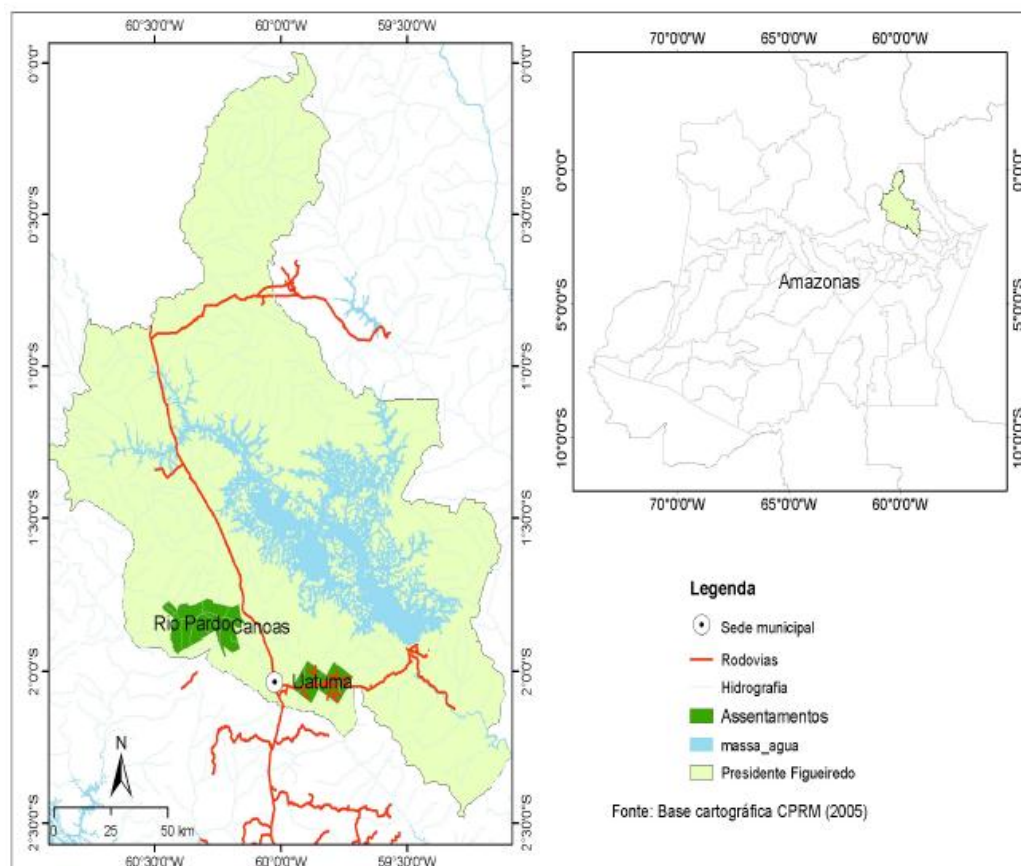 60°30'0"W 60°0'0"W 59°30'0"W
0°0'0"
0°30'0"S
1°0'0"S
1°30'0"S
2°0'0"S
2°30'0"S
Rio Pardo
Canoas
Uatuma
N
0 25 50 km
60°30'0"W 60°0'0"W 59°30'0"W
0°0'0"
0°30'0"S
1°0'0"S
1°30'0"S
2°0'0"S
2°30'0"S
70°0'0"W 65°0'0"W 60°0'0"W
0°0'0"
5°0'0"S
10°0'0"S
Amazonas
0°0'0"
5°0'0"S
10°0'0"S
70°0'0"W 65°0'0"W 60°0'0"W
Legenda
Sede municipal
Rodovias
Hidrografia
Assentamentos
massa_agua
Presidente Figueiredo
Fonte: Base cartográfica CPRM (2005)